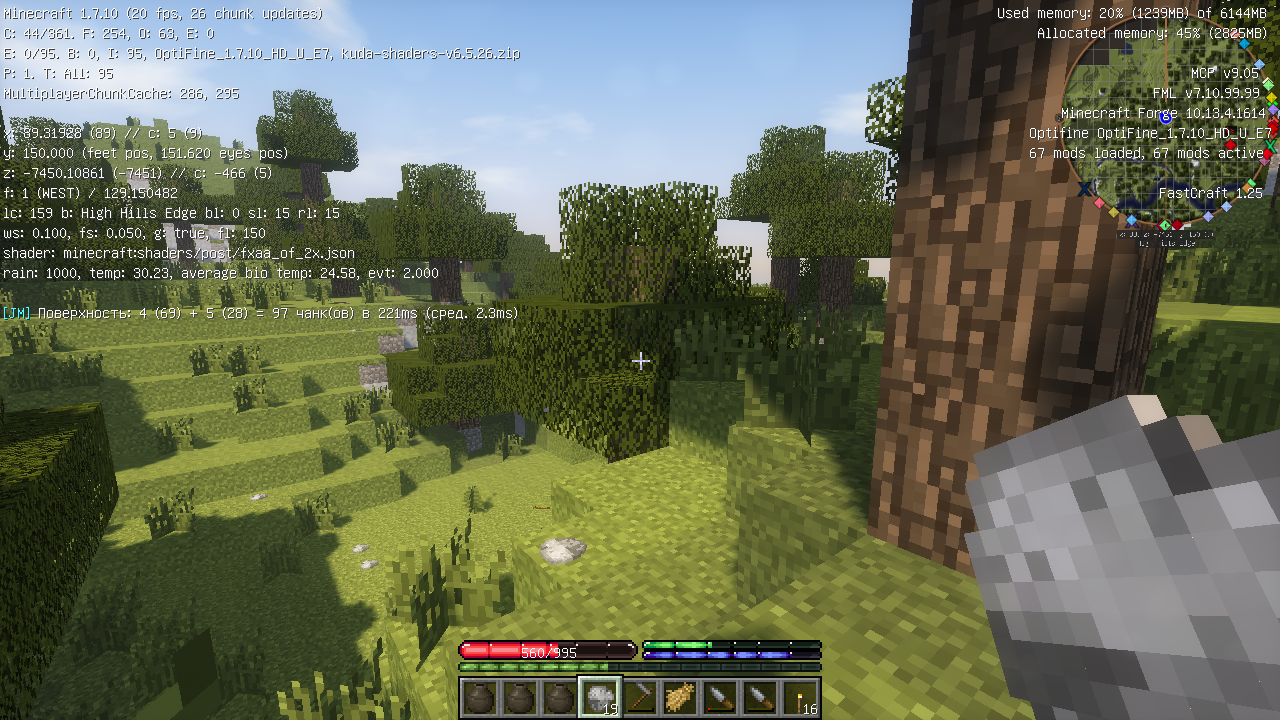 Minecraft 1.7.10 (20 fps, 26 chunk updates)
C: 44/361. F: 254, O: 63, E: 0
E: 0/95. B: 0, I: 95, OptiFine_1.7.10_HD_U_E7, kuda-shaders-v6.5.26.zip
P: 1. T: All: 95
MultiplayerChunkCache: 286, 295
x: 89.31928 (89) // c: 5 (9)
y: 150.000 (feet pos, 151.620 eyes pos)
z: -7450.10861 (-7451) // c: -466 (5)
f: 1 (WEST) / 129.150482
lc: 159 b: High Hills Edge bl: 0 sl: 15 rl: 15
ws: 0.100, fs: 0.050, g: true, fl: 150
shader: minecraft:shaders/post/fxaa_of_2x.json
rain: 1000, temp: 30.23, average bio temp: 24.58, evt: 2.000
[JM] Поверхность: 4 (69) + 5 (28) = 97 чанк(ов) в 221ms (сред. 2.3ms)
Used memory: 20% (1239MB) of 6144MB
Allocated memory: 45% (2825MB)
MCP v9.05
FML v7.10.99.99
Minecraft Forge 10.13.4.1614
Optifine OptiFine_1.7.10_HD_U_E7
67 mods loaded, 67 mods active
FastCraft 1.25
560/995
19
16